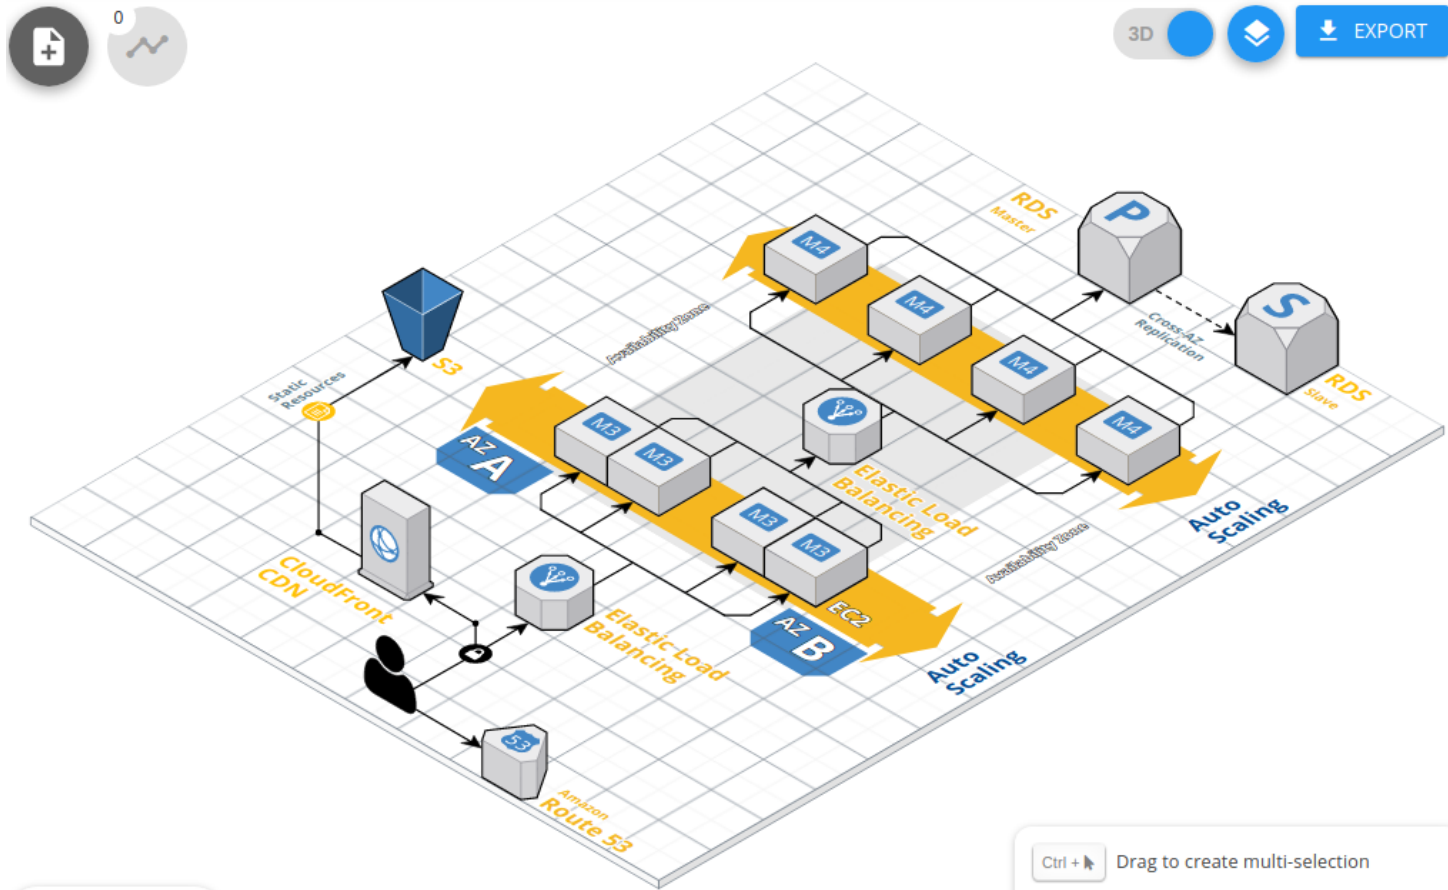 0
3D
EXPORT
RDS
Master
P
S
Cross-AZ
Replication
RDS
Slave
M4
M4
M4
M4
Availability Zone
S3
Static
Resources
AZ A
M3
M3
M3
M3
Elastic Load
Balancing
Auto
Scaling
Availability Zone
CloudFront
CDN
Elastic Load
Balancing
EC2
AZ B
Auto
Scaling
53
Amazon
Route 53
Ctrl +
Drag to create multi-selection